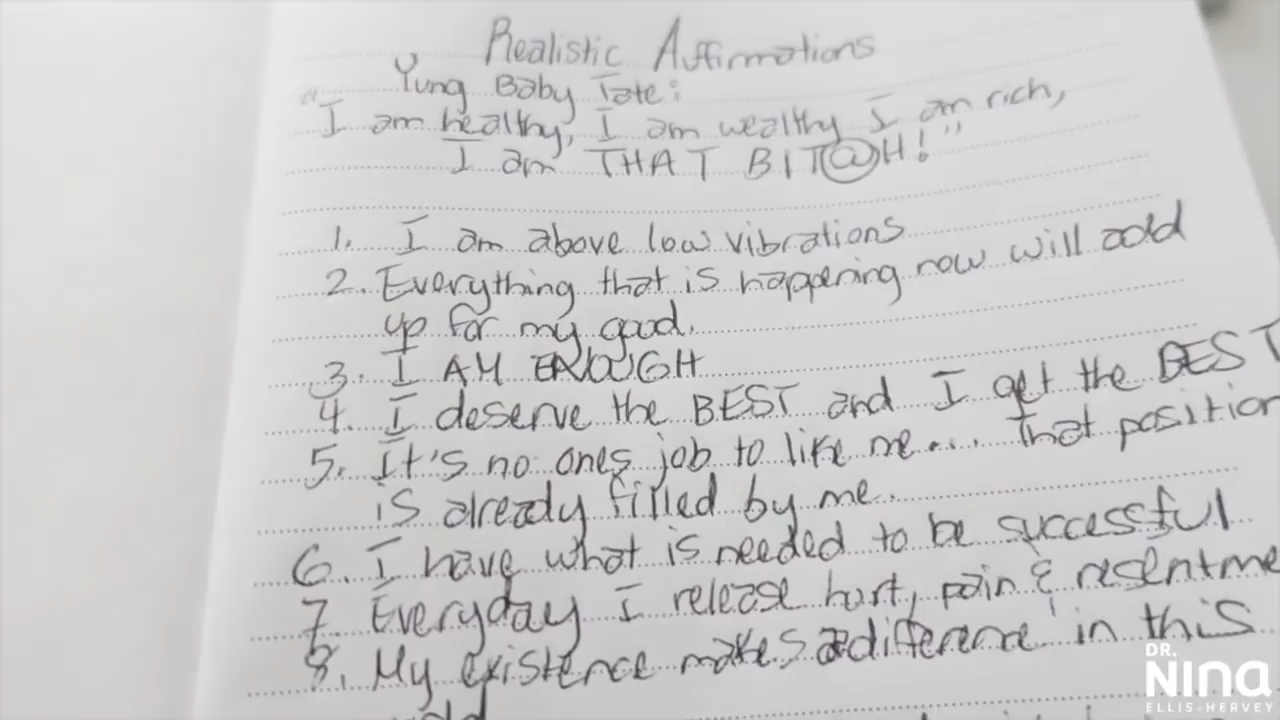 Realistic Affirmations
Yung Baby Tate:
"I am healthy, I am wealthy I am rich,
I am THAT BIT@H!"
1. I am above low vibrations
2. Everything that is happening now will add
up for my good.
3. I AM ENOUGH
4. I deserve the BEST and I get the BEST
5. It's no ones job to like me... That position
is already filled by me.
6. I have what is needed to be successful
7. Everyday I release hurt, pain & resentme
8. My existence makes a difference in this
DR.
Nina
ELLIS-HERVEY